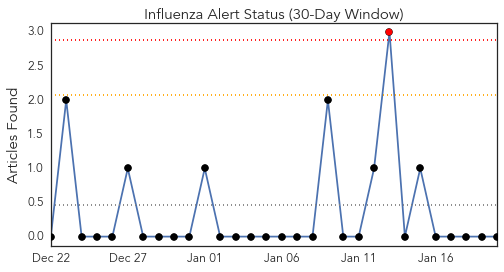 Influenza Alert Status (30-Day Window)
Articles Found
3.0
2.5
2.0
1.5
1.0
0.5
0.0
Dec 22 Dec 27 Jan 01 Jan 06 Jan 11 Jan 16